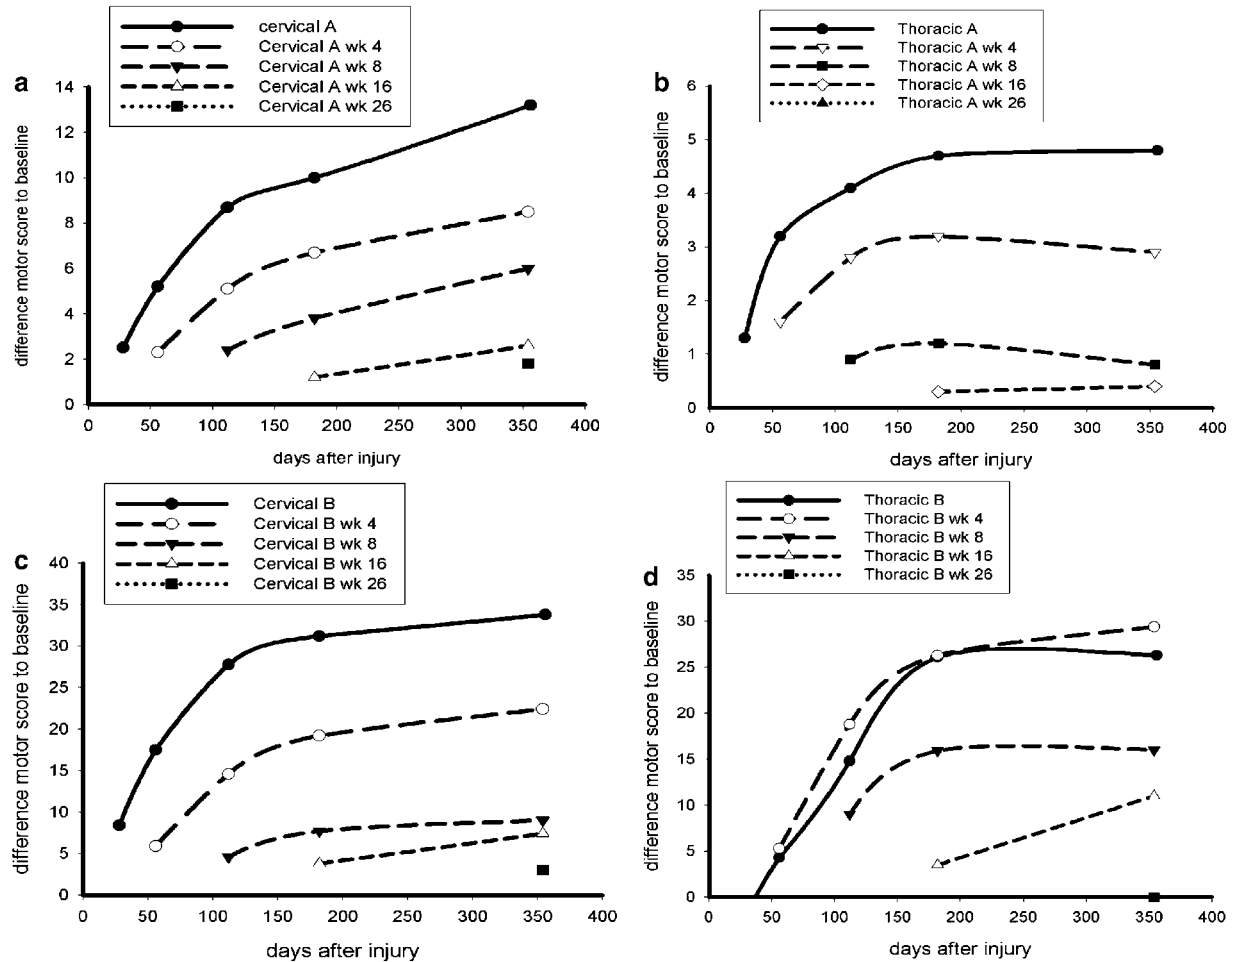 a
cervical A
Cervical A wk 4
Cervical A wk 8
Cervical A wk 16
Cervical A wk 26
difference motor score to baseline
14
12
10
8
6
4
2
0
0 50 100 150 200 250 300 350 400
days after injury
b
Thoracic A
Thoracic A wk 4
Thoracic A wk 8
Thoracic A wk 16
Thoracic A wk 26
difference motor score to baseline
6
5
4
3
2
1
0
0 50 100 150 200 250 300 350 400
days after injury
c
Cervical B
Cervical B wk 4
Cervical B wk 8
Cervical B wk 16
Cervical B wk 26
difference motor score to baseline
40
35
30
25
20
15
10
5
0
0 50 100 150 200 250 300 350 400
days after injury
d
Thoracic B
Thoracic B wk 4
Thoracic B wk 8
Thoracic B wk 16
Thoracic B wk 26
difference motor score to baseline
35
30
25
20
15
10
5
0
0 50 100 150 200 250 300 350 400
days after injury